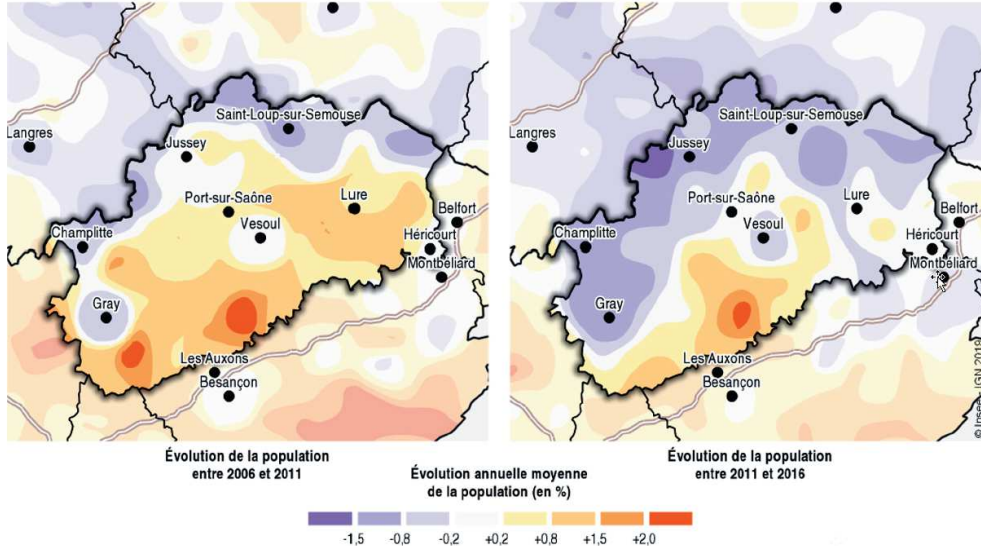 Saint-Loup-sur-Semouse
Langres
Jussey
Port-sur-Saône
Lure
Vesoul
Belfort
Champlitte
Héricourt
Montbéliard
Gray
Les Auxons
Besançon
Saint-Loup-sur-Semouse
Langres
Jussey
Port-sur-Saône
Lure
Vesoul
Belfort
Champlitte
Héricourt
Montbéliard
Gray
Les Auxons
Besançon
© Insee - IGN 2019
Évolution de la population
entre 2006 et 2011
Évolution de la population
entre 2011 et 2016
Évolution annuelle moyenne
de la population (en %)
-1,5 -0,8 -0,2 +0,2 +0,8 +1,5 +2,0